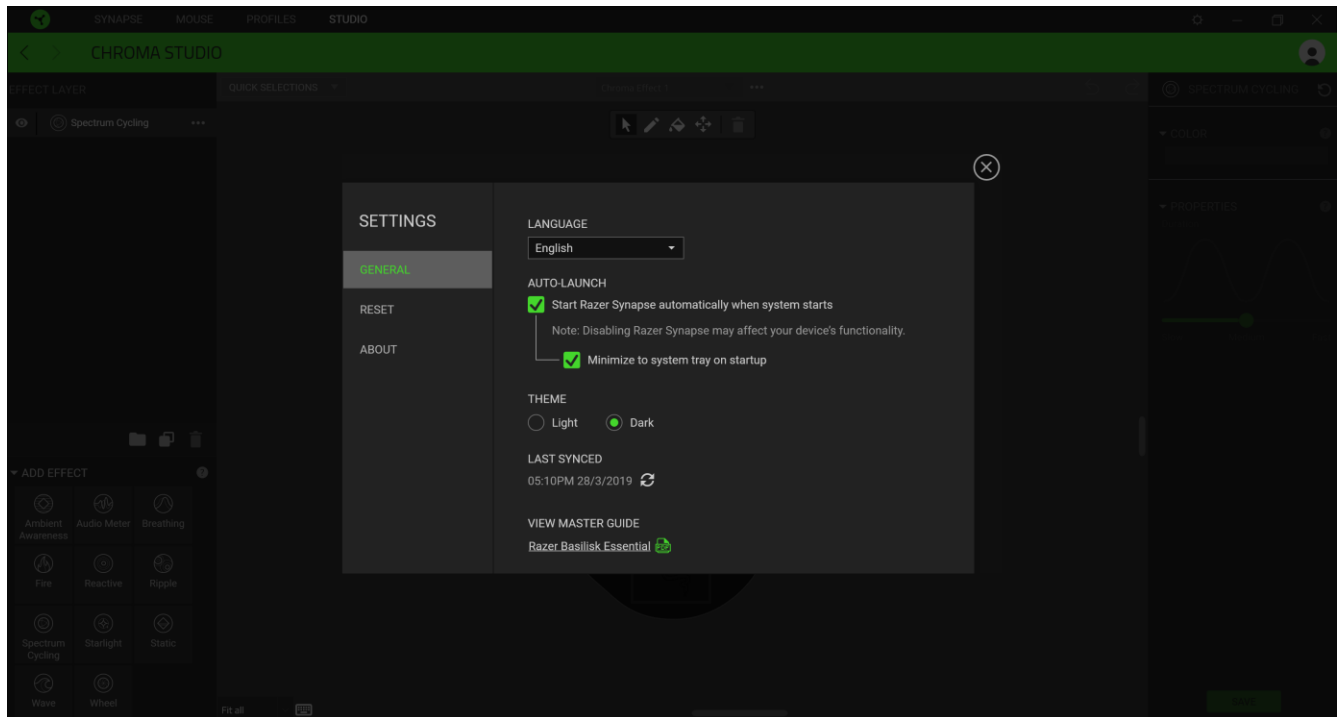 SYNAPSE MOUSE PROFILES STUDIO
CHROMA STUDIO
EFFECT LAYER
QUICK SELECTIONS
Chroma Effect 1
SPECTRUM CYCLING
Spectrum Cycling
COLOR
SETTINGS
GENERAL
RESET
ABOUT
LANGUAGE
English
AUTO-LAUNCH
Start Razer Synapse automatically when system starts
Note: Disabling Razer Synapse may affect your device's functionality.
Minimize to system tray on startup
THEME
Light
Dark
LAST SYNCED
05:10PM 28/3/2019
VIEW MASTER GUIDE
Razer Basilisk Essential
PROPERTIES
ADD EFFECT
Ambient Awareness
Audio Meter
Breathing
Fire
Reactive
Ripple
Spectrum Cycling
Starlight
Static
Wave
Wheel
Fit all
SAVE